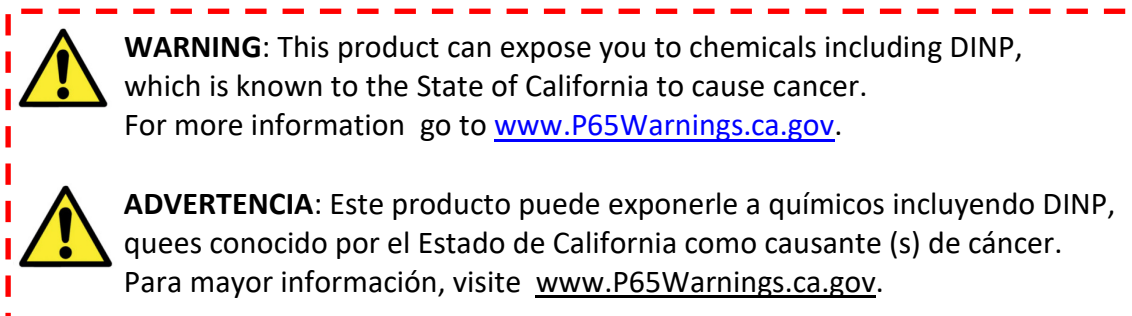 WARNING: This product can expose you to chemicals including DINP,
which is known to the State of California to cause cancer.
For more information  go to www.P65Warnings.ca.gov.
ADVERTENCIA: Este producto puede exponerle a químicos incluyendo DINP,
quees conocido por el Estado de California como causante (s) de cáncer.
Para mayor información, visite  www.P65Warnings.ca.gov.